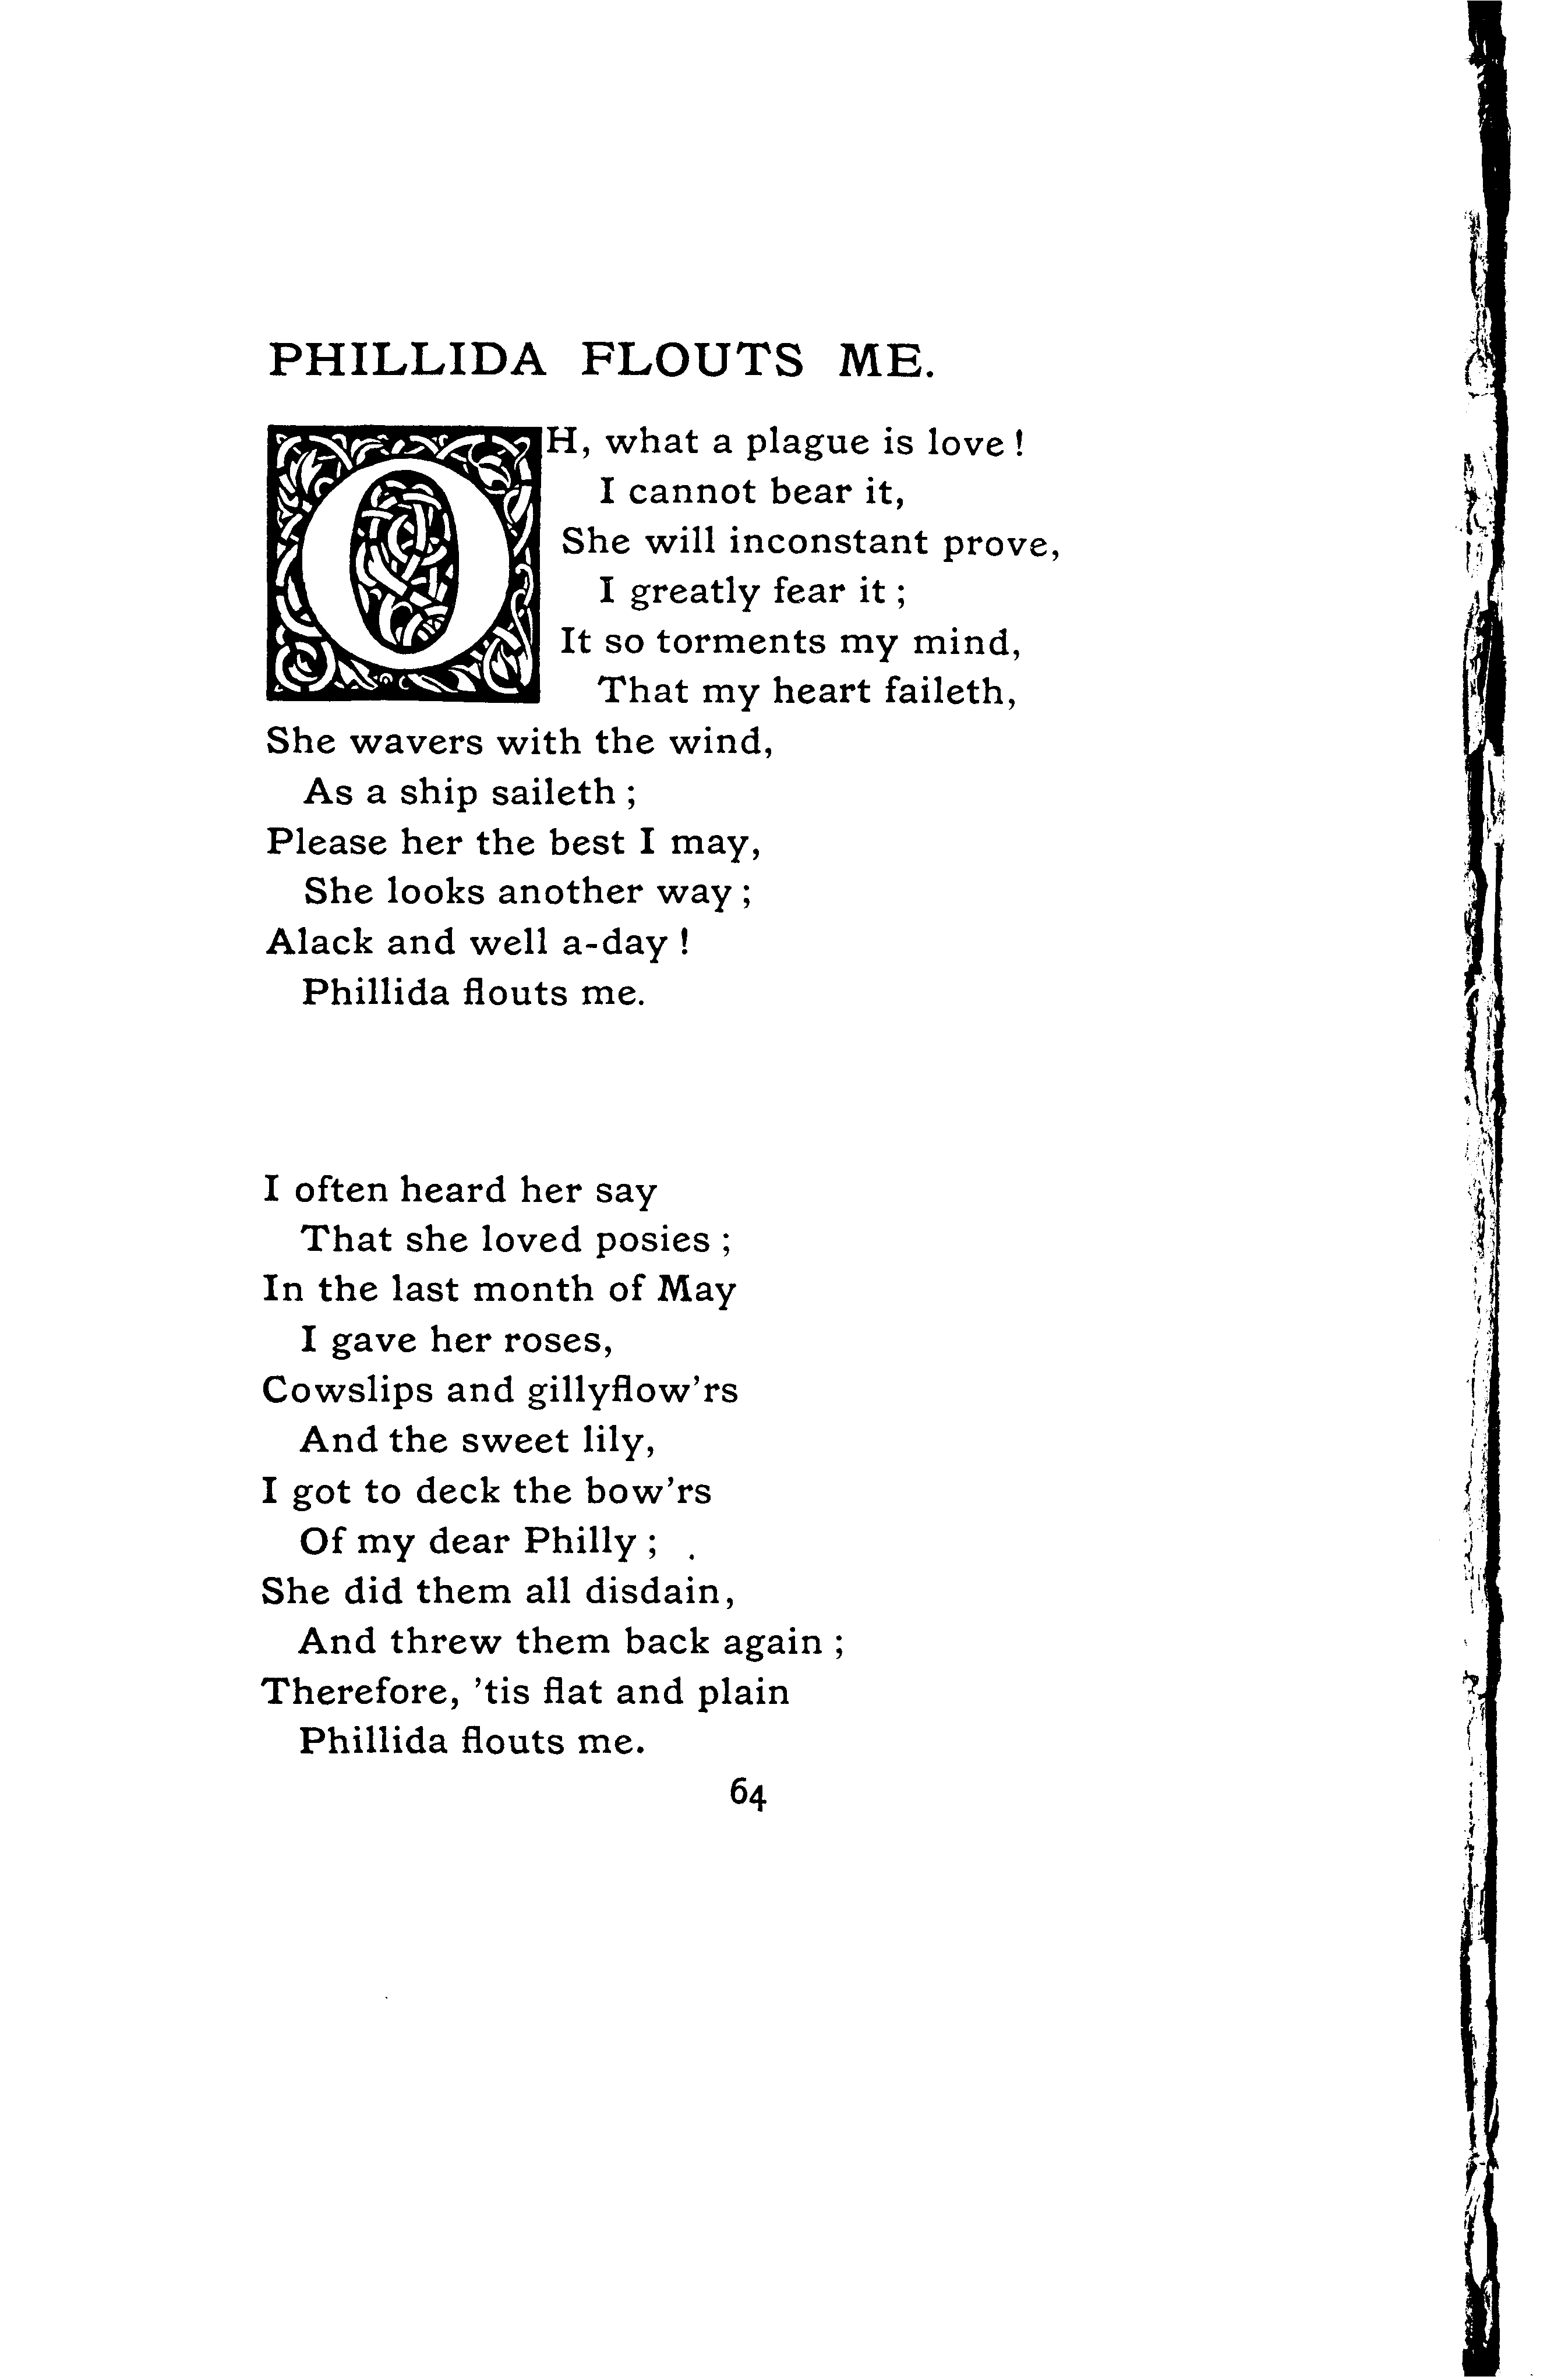 PHILLIDA FLOUTS ME.
OH, what a plague is love!
I cannot bear it,
She will inconstant prove,
I greatly fear it;
It so torments my mind,
That my heart faileth,
She wavers with the wind,
As a ship saileth;
Please her the best I may,
She looks another way;
Alack and well a-day!
Phillida flouts me.
I often heard her say
That she loved posies;
In the last month of May
I gave her roses,
Cowslips and gillyflow'rs
And the sweet lily,
I got to deck the bow'rs
Of my dear Philly;
She did them all disdain,
And threw them back again;
Therefore, 'tis flat and plain
Phillida flouts me.
64